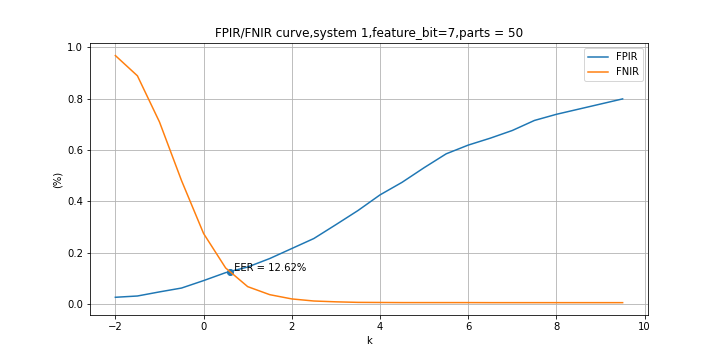 FPIR/FNIR curve,system 1,feature_bit=7,parts = 50
FPIR
FNIR
1.0
0.8
0.6
0.4
0.2
0.0
(%)
EER = 12.62%
−2
0
2
4
6
8
10
k